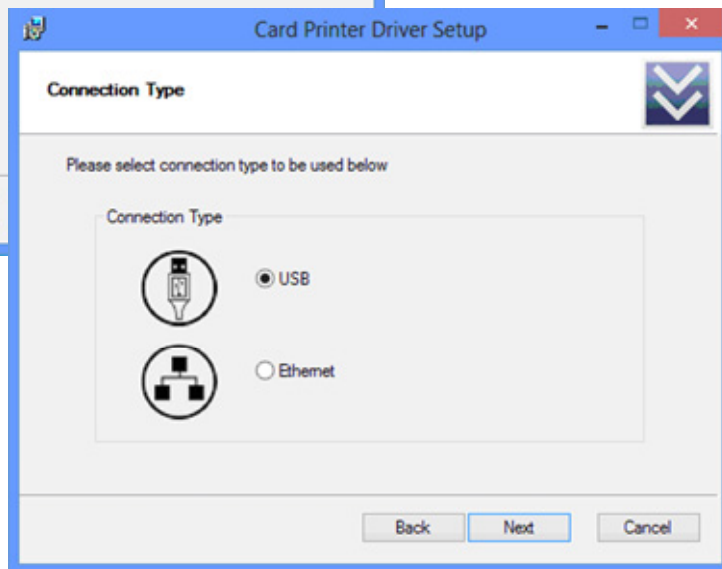 Card Printer Driver Setup
Connection Type
Please select connection type to be used below
Connection Type
USB
Ethernet
Back
Next
Cancel